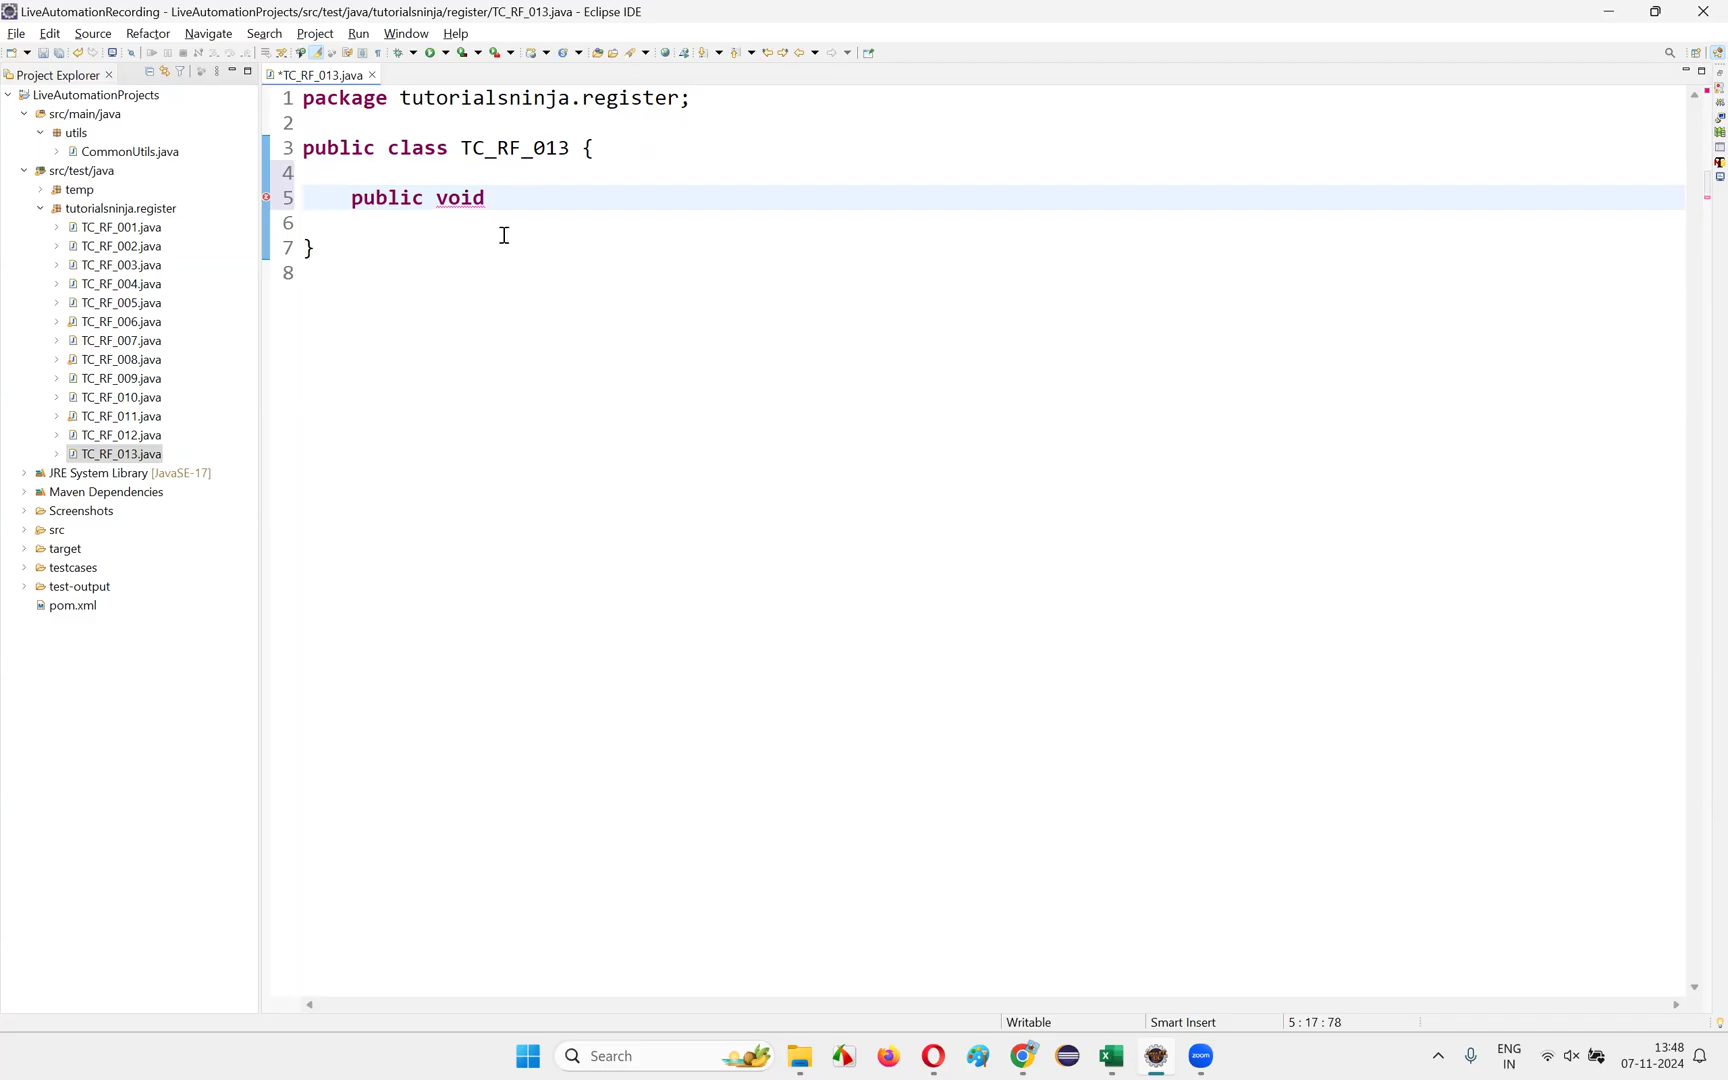 LiveAutomationRecording - LiveAutomationProjects/src/test/java/tutorialsninja/register/TC_RF_013.java - Eclipse IDE
File Edit Source Refactor Navigate Search Project Run Window Help
Project Explorer
*TC_RF_013.java
LiveAutomationProjects
src/main/java
utils
CommonUtils.java
src/test/java
temp
tutorialsninja.register
TC_RF_001.java
TC_RF_002.java
TC_RF_003.java
TC_RF_004.java
TC_RF_005.java
TC_RF_006.java
TC_RF_007.java
TC_RF_008.java
TC_RF_009.java
TC_RF_010.java
TC_RF_011.java
TC_RF_012.java
TC_RF_013.java
JRE System Library [JavaSE-17]
Maven Dependencies
Screenshots
src
target
testcases
test-output
pom.xml
1 package tutorialsninja.register;
2
3 public class TC_RF_013 {
4
5 public void
6
7 }
8
Writable Smart Insert 5 : 17 : 78
Search
zoom
ENG
IN
13:48
07-11-2024